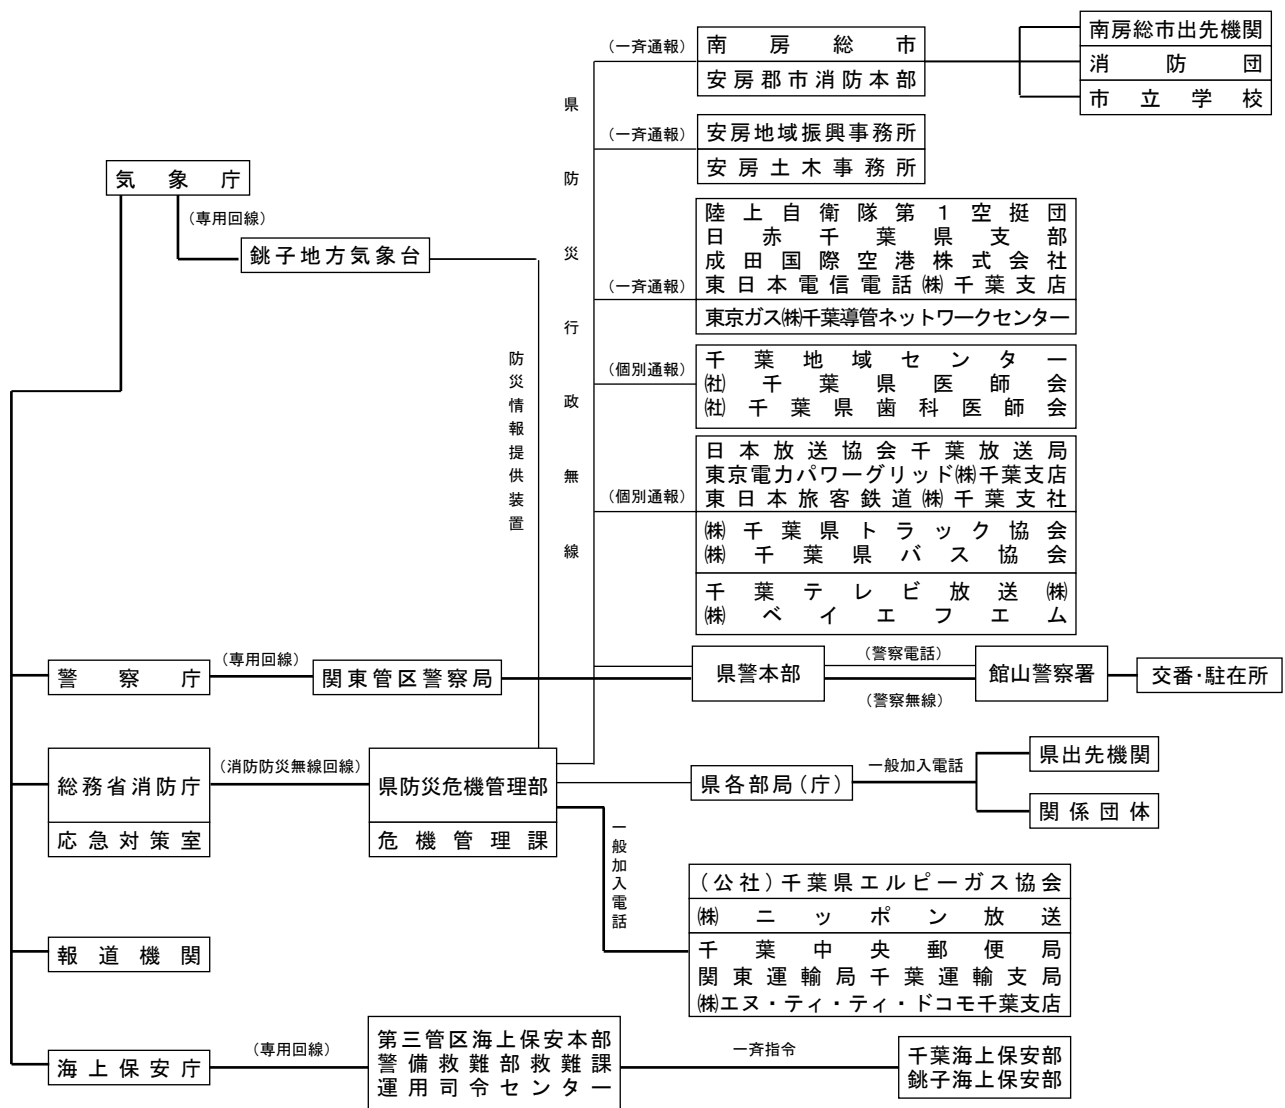 南房総市出先機関
消防団
市立学校
(一斉通報)
南房総市
安房郡市消防本部
県防災行政無線
(一斉通報)
安房地域振興事務所
安房土木事務所
気象庁
(専用回線)
銚子地方気象台
陸上自衛隊第1空挺団
日赤千葉県支部
成田国際空港株式会社
(一斉通報)
東日本電信電話㈱千葉支店
東京ガス㈱千葉導管ネットワークセンター
防災情報提供装置
(個別通報)
千葉地域センター
㈳千葉県医師会
㈳千葉県歯科医師会
日本放送協会千葉放送局
東京電力パワーグリッド㈱千葉支店
(個別通報)
東日本旅客鉄道㈱千葉支社
㈱千葉県トラック協会
㈱千葉県バス協会
千葉テレビ放送㈱
㈱ベイエフエム
警察庁
(専用回線)
関東管区警察局
県警本部
(警察電話)
(警察無線)
館山警察署
交番・駐在所
総務省消防庁
応急対策室
(消防防災無線回線)
県防災危機管理部
危機管理課
県各部局(庁)
一般加入電話
県出先機関
関係団体
一般加入電話
(公社)千葉県エルピーガス協会
㈱ニッポン放送
千葉中央郵便局
関東運輸局千葉運輸支局
㈱エヌ・ティ・ティ・ドコモ千葉支店
報道機関
海上保安庁
(専用回線)
第三管区海上保安本部
警備救難部救難課
運用司令センター
一斉指令
千葉海上保安部
銚子海上保安部